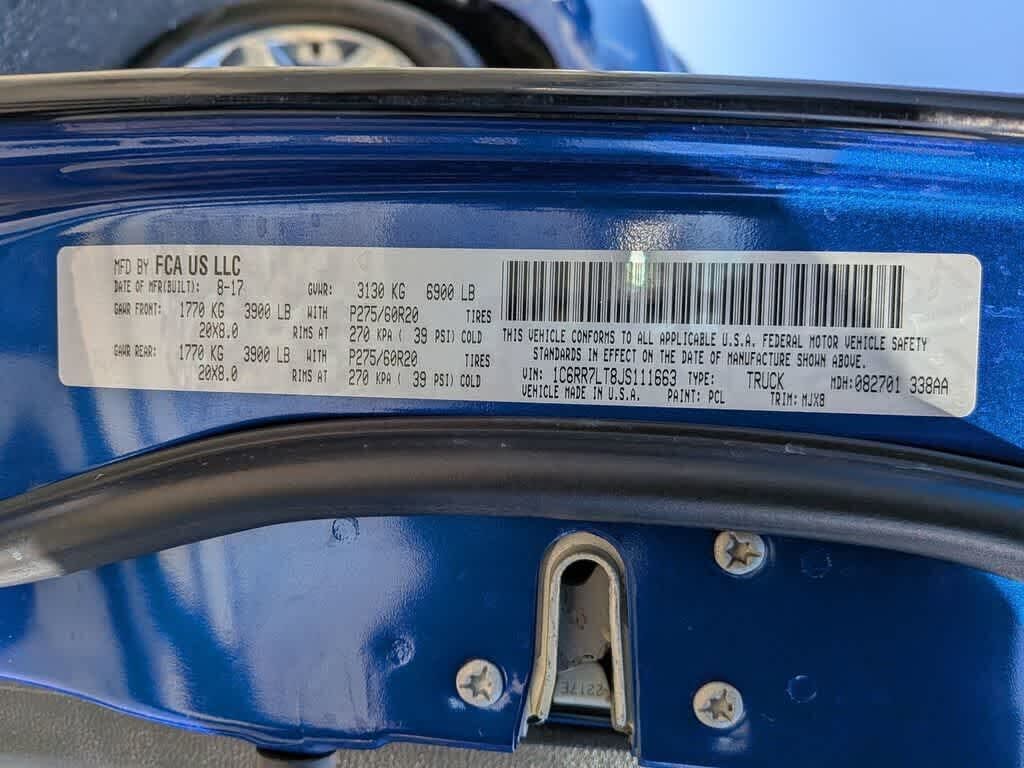 MFD BY FCA US LLC
DATE OF MFR(BUILT): 8-17 GVWR: 3130 KG 6900 LB
GAWR FRONT: 1770 KG 3900 LB WITH P275/60R20 TIRES
20X8.0 RIMS AT 270 KPA ( 39 PSI) COLD
GAWR REAR: 1770 KG 3900 LB WITH P275/60R20 TIRES
20X8.0 RIMS AT 270 KPA ( 39 PSI) COLD
THIS VEHICLE CONFORMS TO ALL APPLICABLE U.S.A. FEDERAL MOTOR VEHICLE SAFETY
STANDARDS IN EFFECT ON THE DATE OF MANUFACTURE SHOWN ABOVE.
VIN: 1C6RR7LT8JS111663 TYPE: TRUCK MDH:082701 338AA
VEHICLE MADE IN U.S.A. PAINT: PCL TRIM: MJX8
2217E